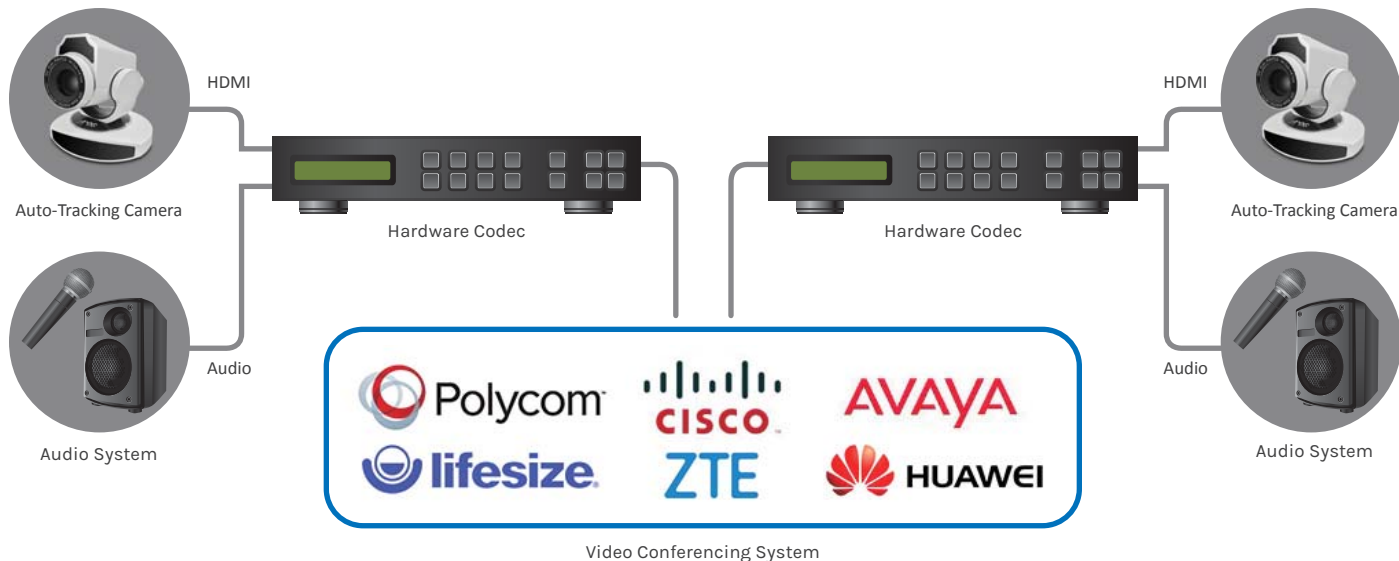 HDMI
HDMI
Auto-Tracking Camera
Auto-Tracking Camera
Hardware Codec
Hardware Codec
Audio
Audio
Polycom
CISCO
AVAYA
lifesize
ZTE
HUAWEI
Audio System
Audio System
Video Conferencing System